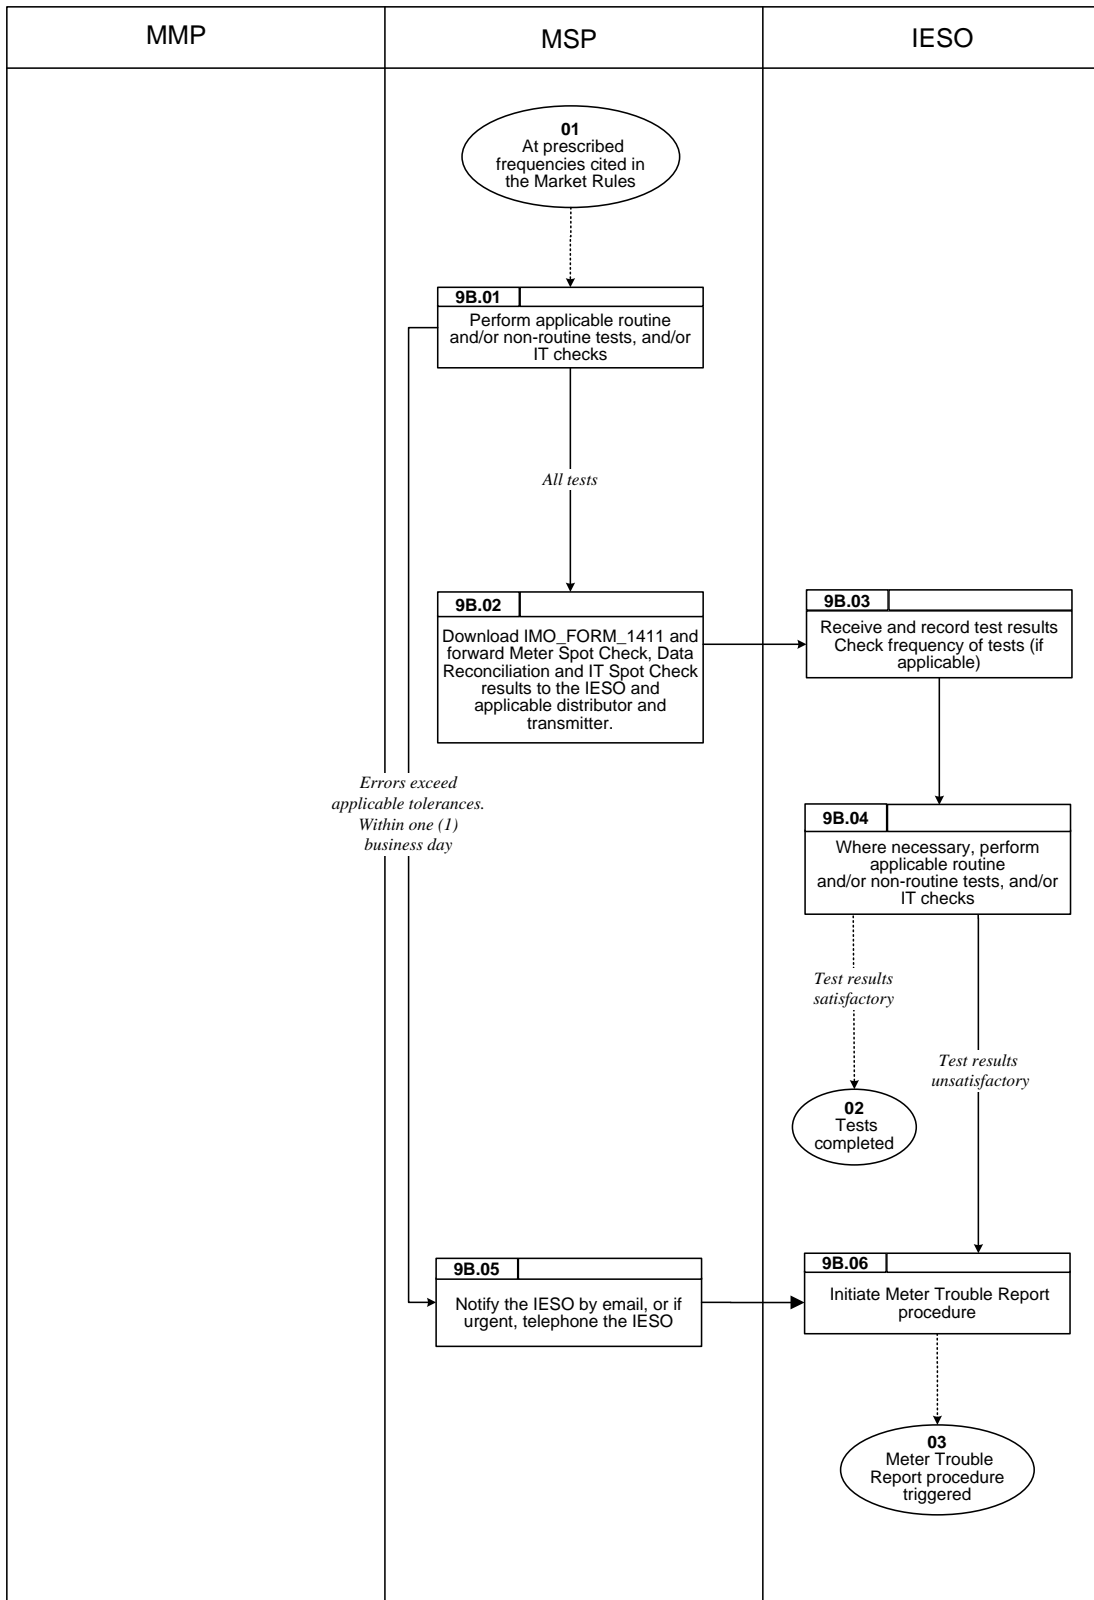 MMP
MSP
IESO
01
At prescribed
frequencies cited in
the Market Rules
9B.01
Perform applicable routine
and/or non-routine tests, and/or
IT checks
All tests
9B.02
Download IMO_FORM_1411 and
forward Meter Spot Check, Data
Reconciliation and IT Spot Check
results to the IESO and
applicable distributor and
transmitter.
9B.03
Receive and record test results
Check frequency of tests (if
applicable)
Errors exceed
applicable tolerances.
Within one (1)
business day
9B.04
Where necessary, perform
applicable routine
and/or non-routine tests, and/or
IT checks
Test results
satisfactory
Test results
unsatisfactory
02
Tests
completed
9B.05
Notify the IESO by email, or if
urgent, telephone the IESO
9B.06
Initiate Meter Trouble Report
procedure
03
Meter Trouble
Report procedure
triggered